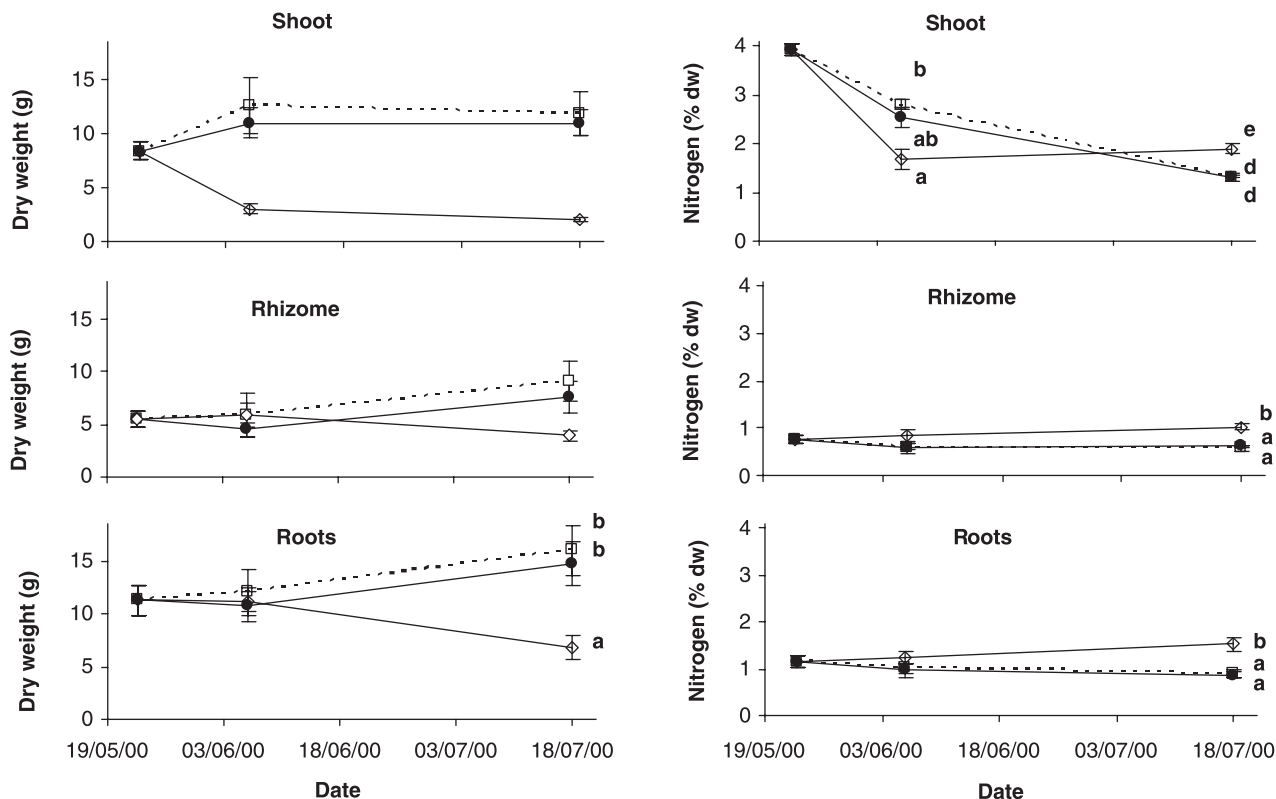 Shoot
Dry weight (g)
15
10
5
0
Shoot
Nitrogen (% dw)
4
3
2
1
0
b
ab
a
e
d
d
Rhizome
Dry weight (g)
15
10
5
0
Rhizome
Nitrogen (% dw)
4
3
2
1
0
b
a
a
Roots
Dry weight (g)
15
10
5
0
b
b
a
19/05/00 03/06/00 18/06/00 03/07/00 18/07/00
Date
Roots
Nitrogen (% dw)
4
3
2
1
0
b
a
a
19/05/00 03/06/00 18/06/00 03/07/00 18/07/00
Date